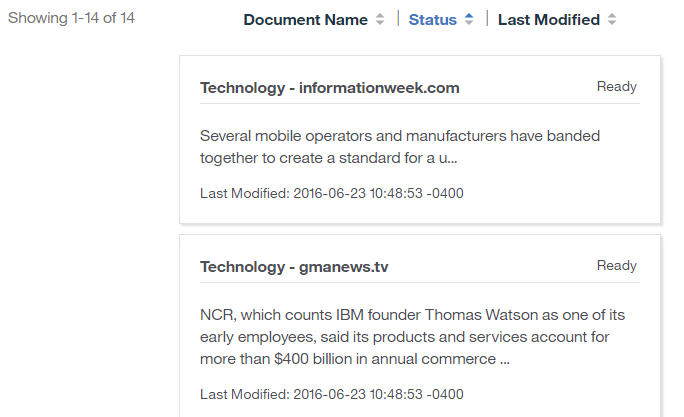 Showing 1-14 of 14
Document Name | Status | Last Modified
Technology - informationweek.com
Ready
Several mobile operators and manufacturers have banded
together to create a standard for a u...
Last Modified: 2016-06-23 10:48:53 -0400
Technology - gmanews.tv
Ready
NCR, which counts IBM founder Thomas Watson as one of its
early employees, said its products and services account for
more than $400 billion in annual commerce ...
Last Modified: 2016-06-23 10:48:53 -0400